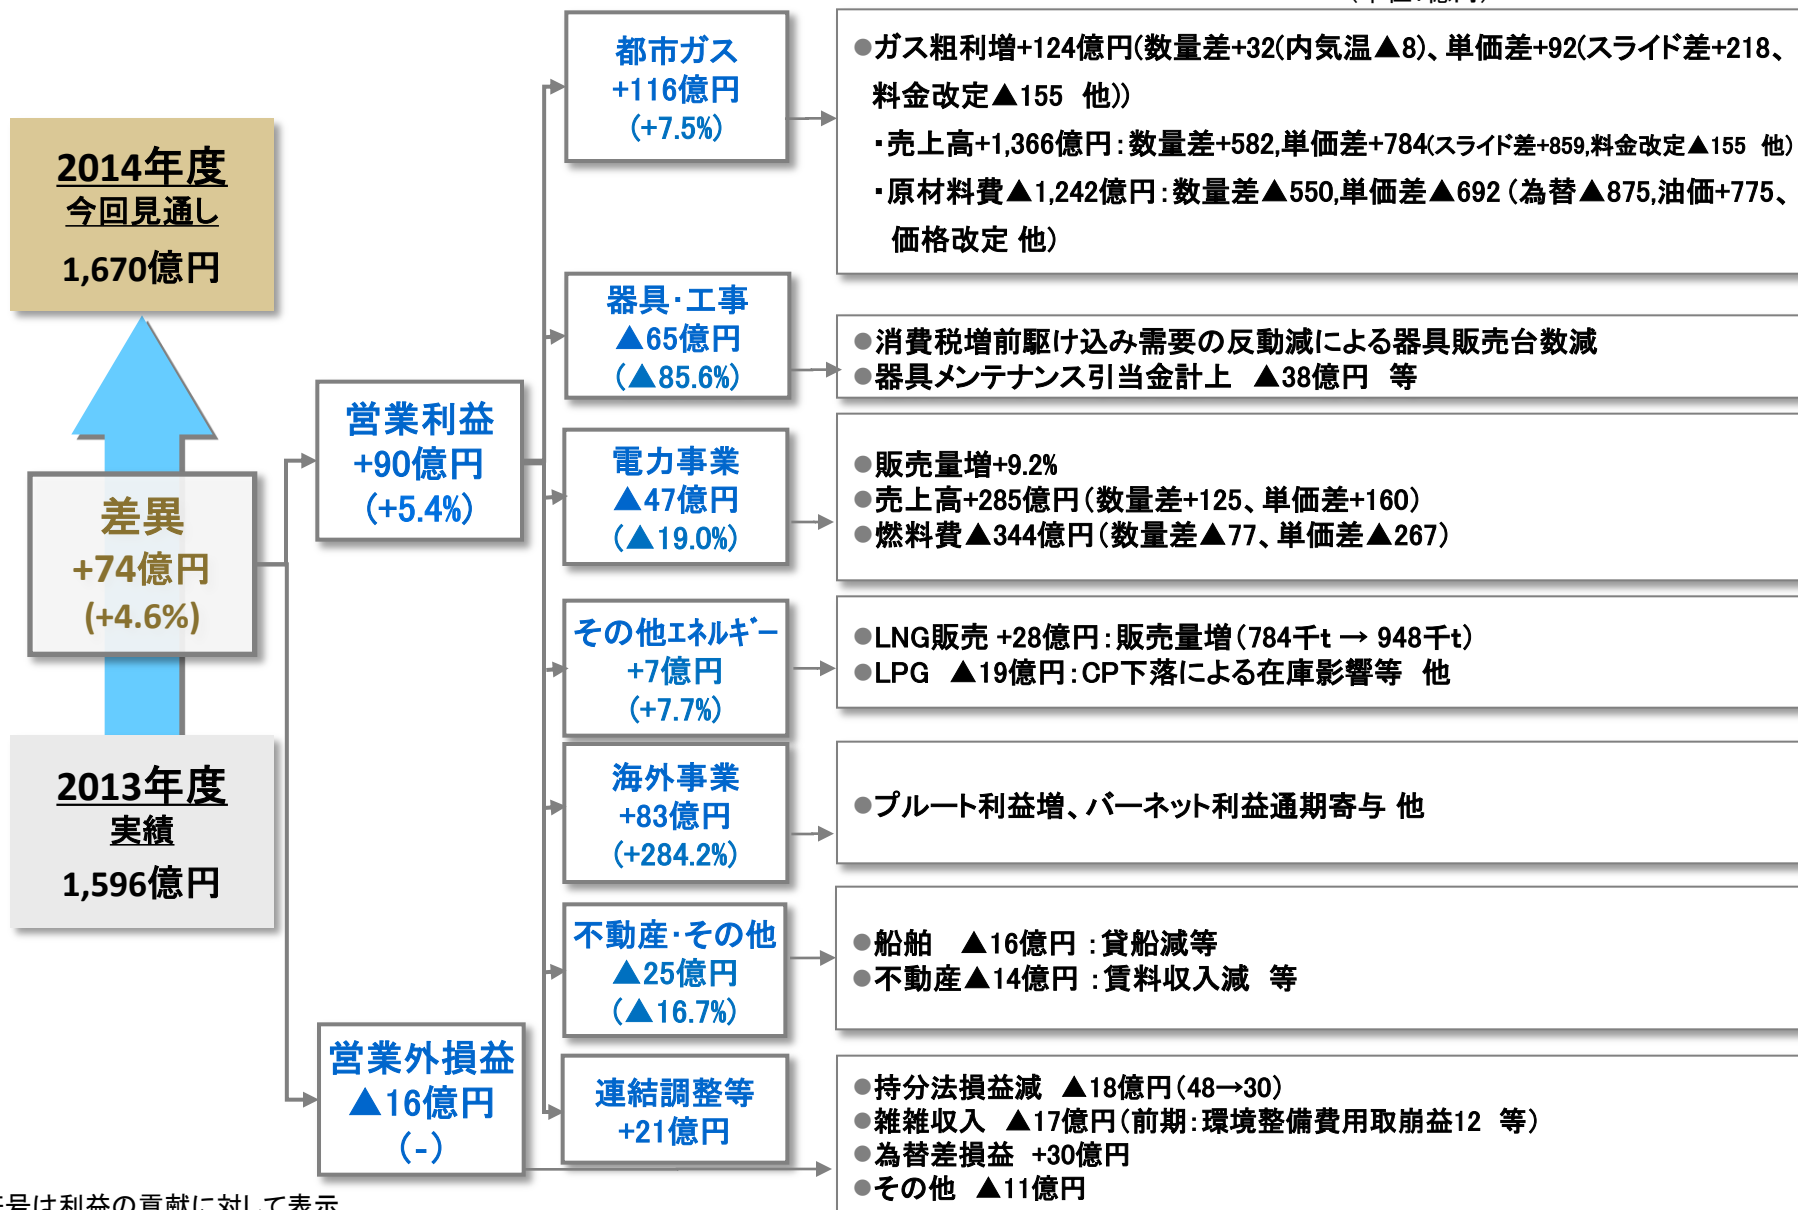 2014年度
今回見通し
1,670億円
差異
+74億円
(+4.6%)
2013年度
実績
1,596億円
営業利益
+90億円
(+5.4%)
営業外損益
▲16億円
(-)
都市ガス
+116億円
(+7.5%)
●ガス粗利増+124億円(数量差+32(内気温▲8)、単価差+92(スライド差+218、
料金改定▲155 他))
・売上高+1,366億円：数量差+582,単価差+784(スライド差+859,料金改定▲155 他)
・原材料費▲1,242億円：数量差▲550,単価差▲692（為替▲875,油価+775、
価格改定 他）
器具・工事
▲65億円
(▲85.6%)
●消費税増前駆け込み需要の反動減による器具販売台数減
●器具メンテナンス引当金計上 ▲38億円 等
電力事業
▲47億円
(▲19.0%)
●販売量増+9.2%
●売上高+285億円（数量差+125、単価差+160）
●燃料費▲344億円（数量差▲77、単価差▲267）
その他ｴﾈﾙｷﾞｰ
+7億円
(+7.7%)
●LNG販売 +28億円：販売量増（784千t → 948千t）
●LPG ▲19億円：CP下落による在庫影響等 他
海外事業
+83億円
(+284.2%)
●プルート利益増、バーネット利益通期寄与 他
不動産・その他
▲25億円
(▲16.7%)
●船舶 ▲16億円：貸船減等
●不動産▲14億円：賃料収入減 等
連結調整等
+21億円
●持分法損益減 ▲18億円（48→30）
●雑雑収入 ▲17億円（前期：環境整備費用取崩益12 等）
●為替差損益 +30億円
●その他 ▲11億円
号は利益の貢献に対して表示